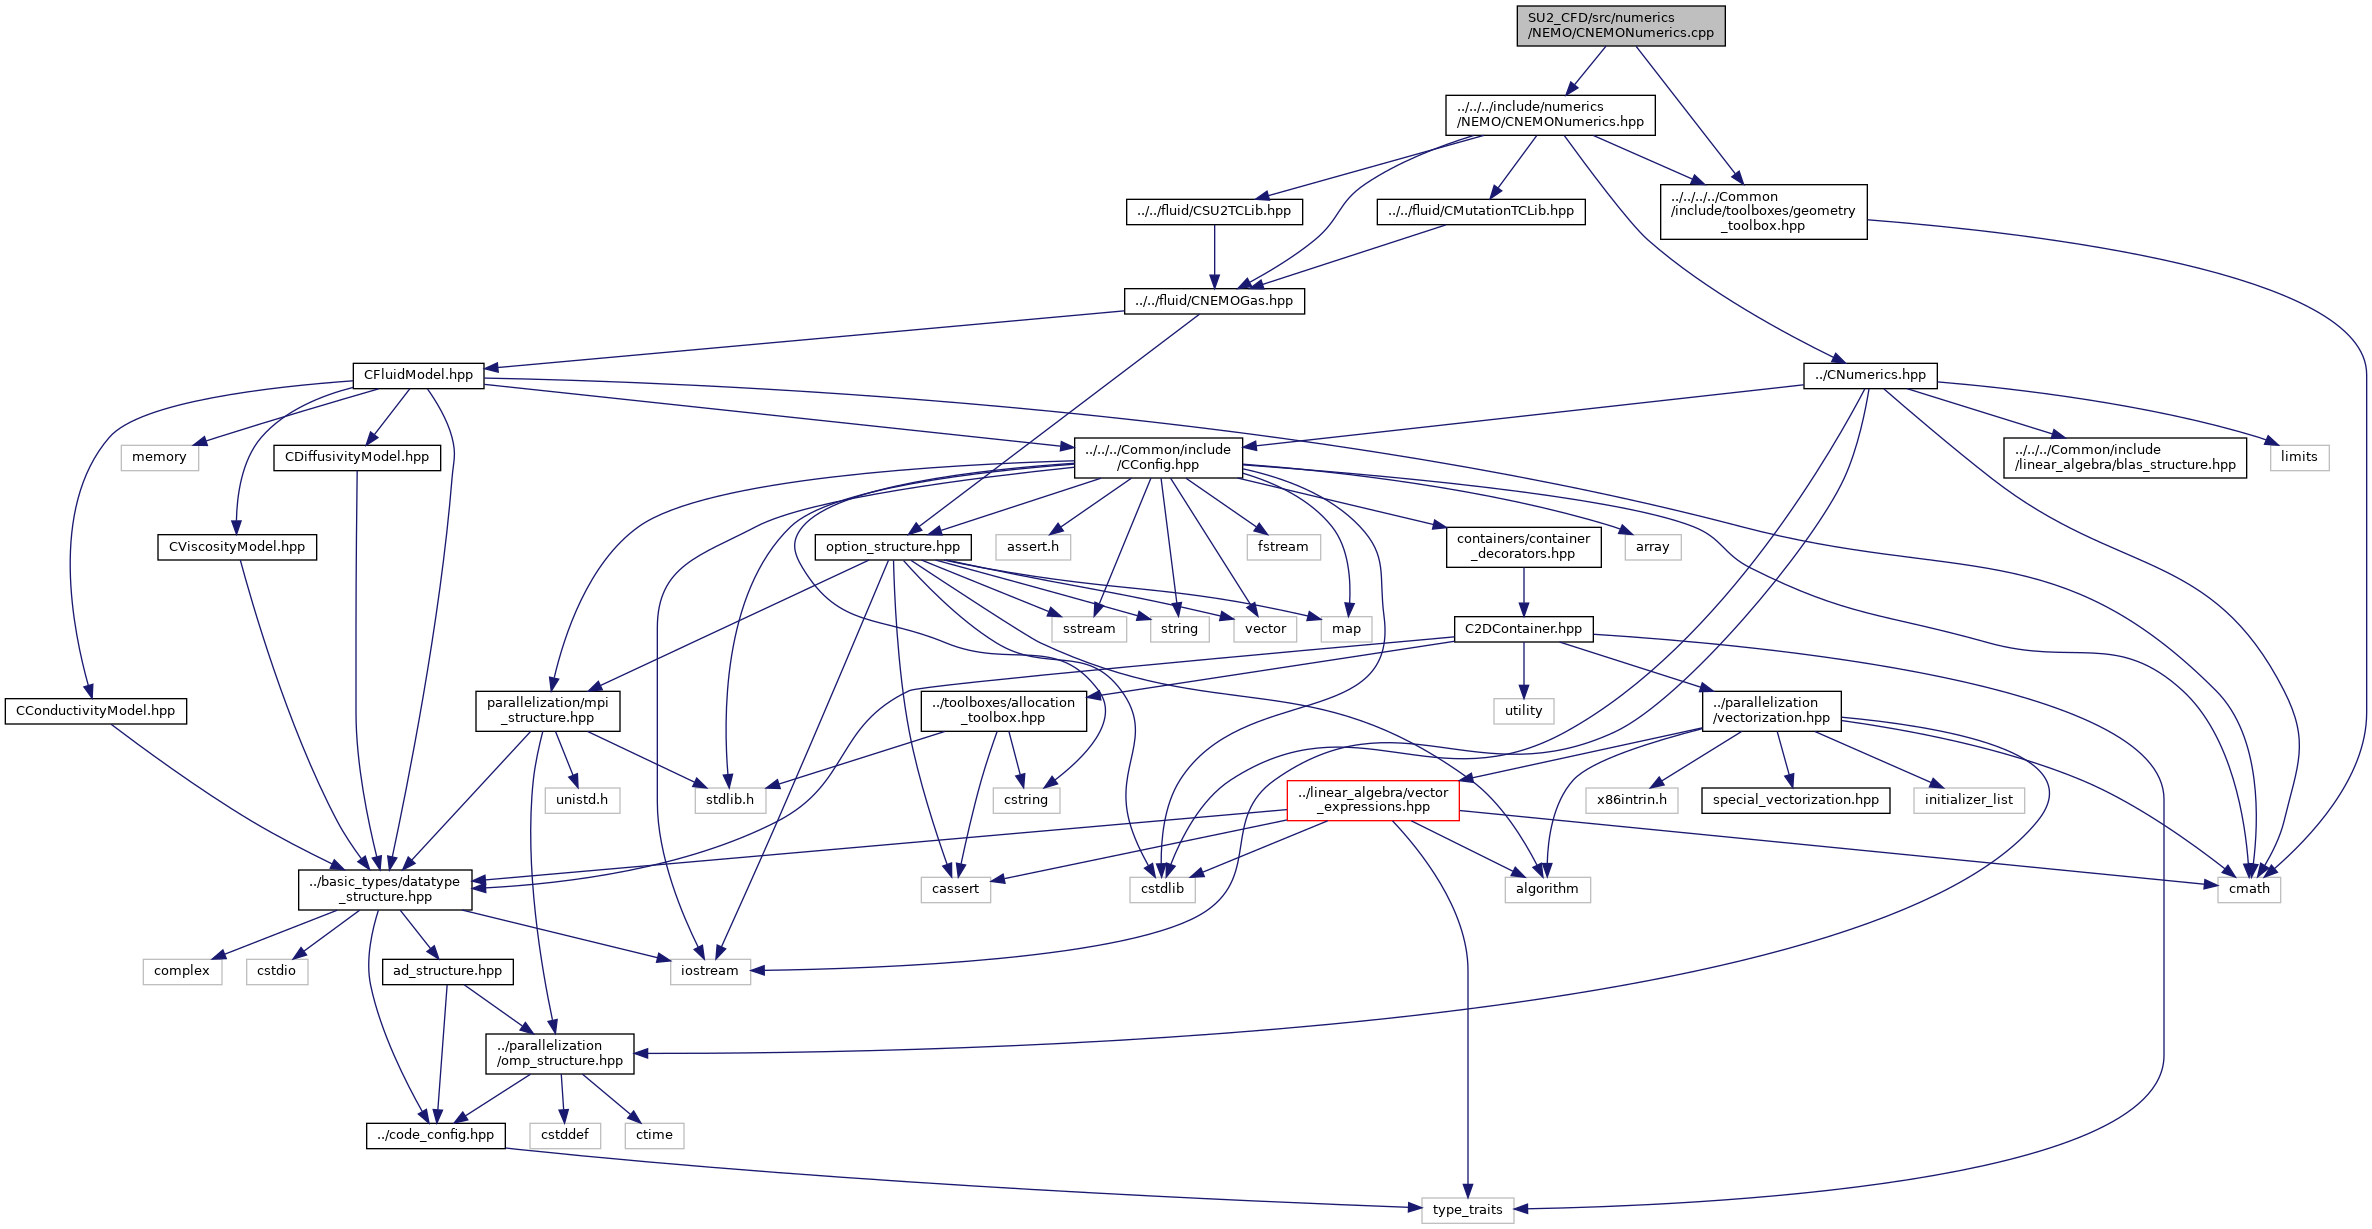 SU2_CFD/src/numerics
/NEMO/CNEMONumerics.cpp
../../../include/numerics
/NEMO/CNEMONumerics.hpp
../../fluid/CSU2TCLib.hpp
../../fluid/CMutationTCLib.hpp
../../../../Common
/include/toolboxes/geometry
_toolbox.hpp
../../fluid/CNEMOGas.hpp
CFluidModel.hpp
../CNumerics.hpp
memory
CDiffusivityModel.hpp
../../../Common/include
/CConfig.hpp
../../../Common/include
/linear_algebra/blas_structure.hpp
limits
CViscosityModel.hpp
option_structure.hpp
assert.h
fstream
containers/container
_decorators.hpp
array
sstream
string
vector
map
C2DContainer.hpp
CConductivityModel.hpp
parallelization/mpi
_structure.hpp
../toolboxes/allocation
_toolbox.hpp
utility
../parallelization
/vectorization.hpp
unistd.h
stdlib.h
cstring
../linear_algebra/vector
_expressions.hpp
x86intrin.h
special_vectorization.hpp
initializer_list
../basic_types/datatype
_structure.hpp
cassert
cstdlib
algorithm
cmath
complex
cstdio
ad_structure.hpp
iostream
../parallelization
/omp_structure.hpp
../code_config.hpp
cstddef
ctime
type_traits